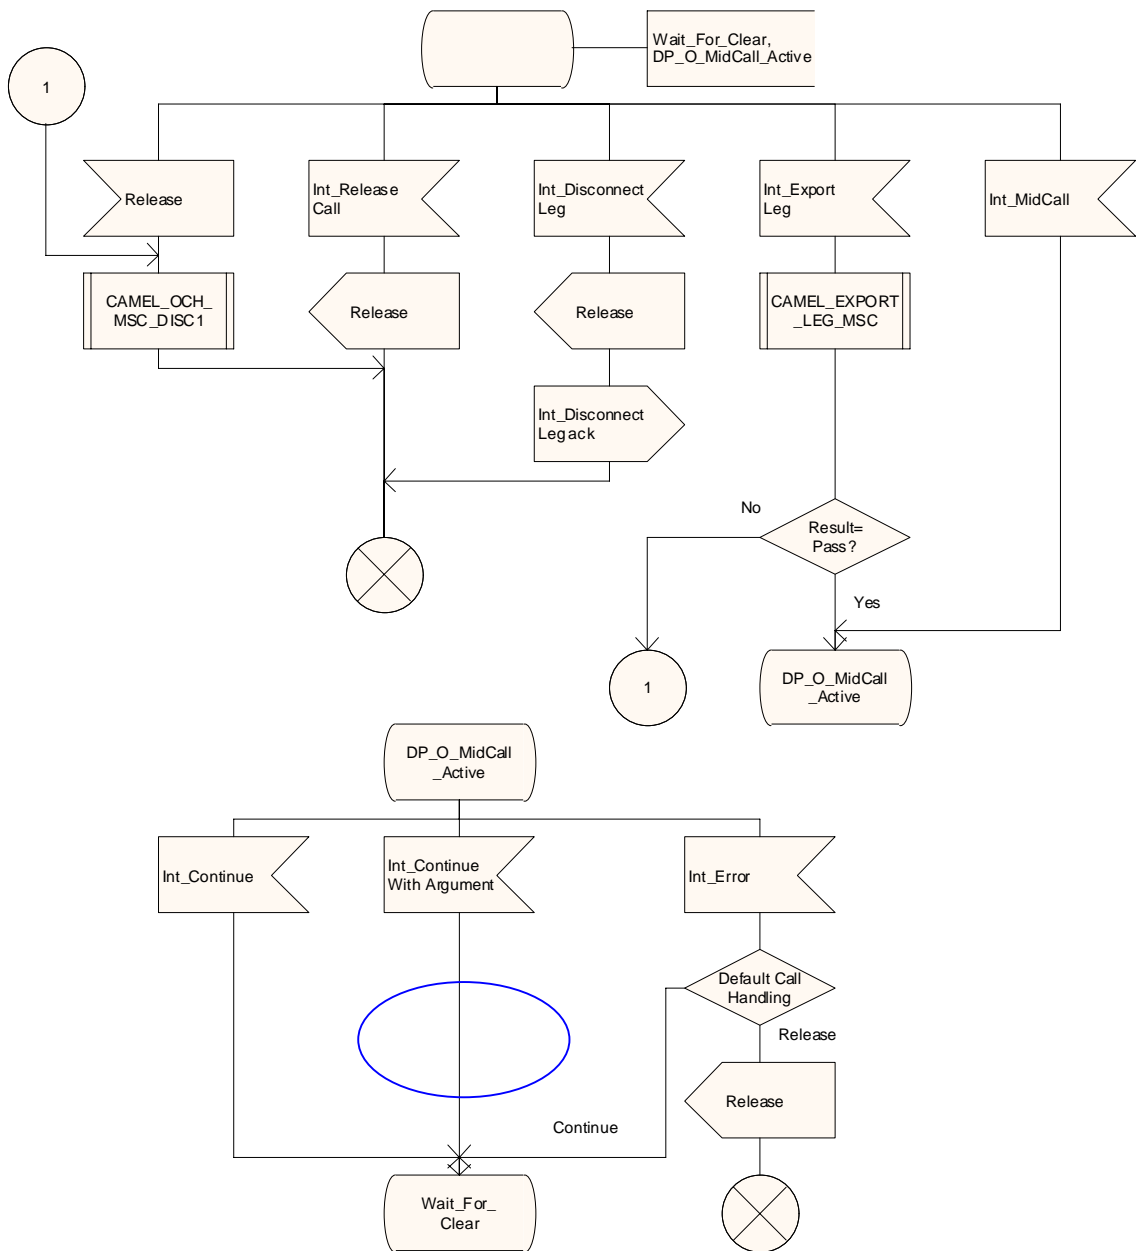 Wait_For_Clear,
DP_O_MidCall_Active
1
Release
Int_Release
Call
Int_Disconnect
Leg
Int_Export
Leg
Int_MidCall
CAMEL_OCH_
MSC_DISC1
Release
Release
CAMEL_EXPORT
_LEG_MSC
Int_Disconnect
Leg ack
No
Result=
Pass?
Yes
1
DP_O_MidCall
_Active
DP_O_MidCall
_Active
Int_Continue
Int_Continue
With Argument
Int_Error
Default Call
Handling
Release
Release
Continue
Wait_For_
Clear